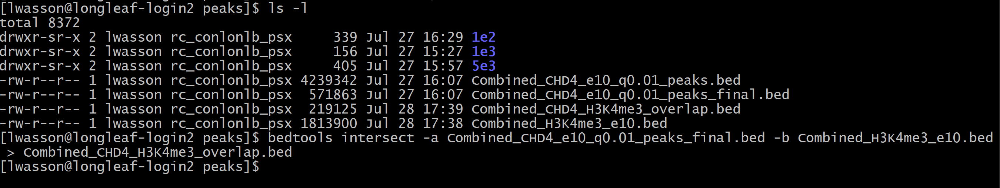 [lwasson@longleaf-login2 peaks]$ ls -l
total 8372
drwxr-sr-x 2 lwasson rc_conlonlb_psx     339 Jul 27 16:29 1e2
drwxr-sr-x 2 lwasson rc_conlonlb_psx     156 Jul 27 15:27 1e3
drwxr-sr-x 2 lwasson rc_conlonlb_psx     405 Jul 27 15:57 5e3
-rw-r--r-- 1 lwasson rc_conlonlb_psx 4239342 Jul 27 16:07 Combined_CHD4_e10_q0.01_peaks.bed
-rw-r--r-- 1 lwasson rc_conlonlb_psx  571863 Jul 27 16:07 Combined_CHD4_e10_q0.01_peaks_final.bed
-rw-r--r-- 1 lwasson rc_conlonlb_psx  219125 Jul 28 17:39 Combined_CHD4_H3K4me3_overlap.bed
-rw-r--r-- 1 lwasson rc_conlonlb_psx 1813900 Jul 28 17:38 Combined_H3K4me3_e10.bed
[lwasson@longleaf-login2 peaks]$ bedtools intersect -a Combined_CHD4_e10_q0.01_peaks_final.bed -b Combined_H3K4me3_e10.bed
 > Combined_CHD4_H3K4me3_overlap.bed
[lwasson@longleaf-login2 peaks]$